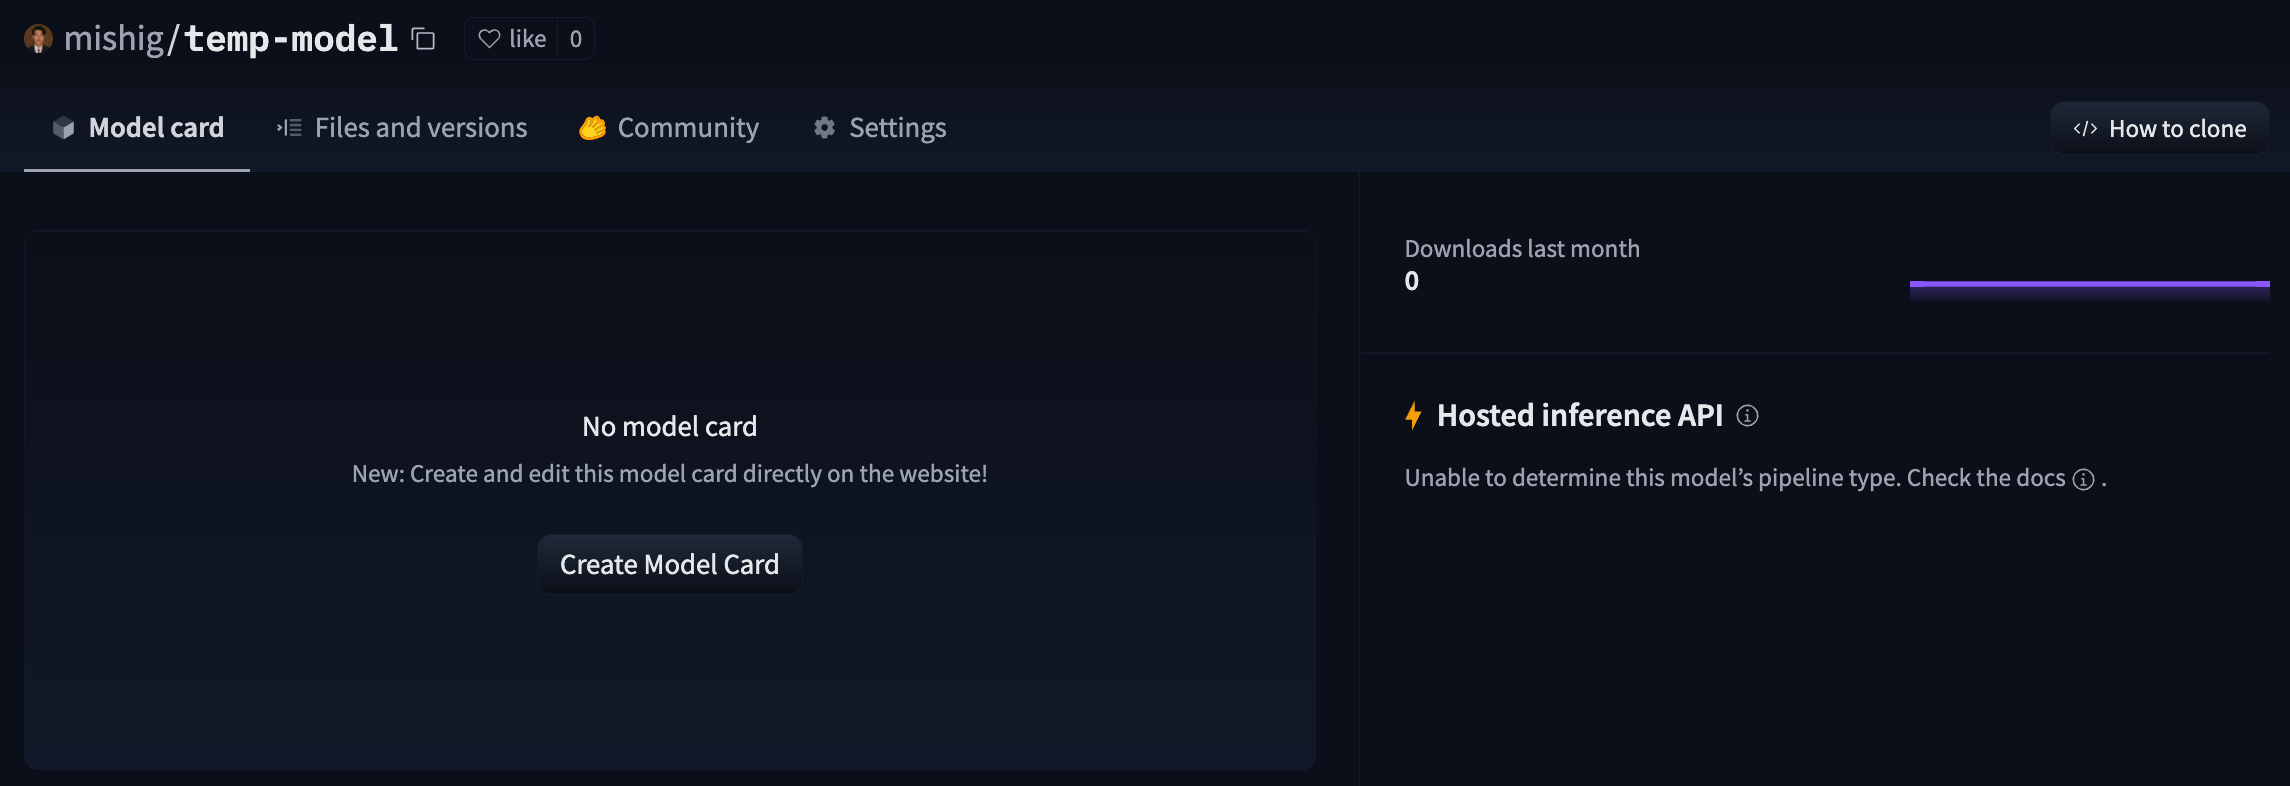 mishig/temp-model like 0
Model card Files and versions Community Settings How to clone
No model card
New: Create and edit this model card directly on the website!
Create Model Card
Downloads last month
0
Hosted inference API
Unable to determine this model’s pipeline type. Check the docs .